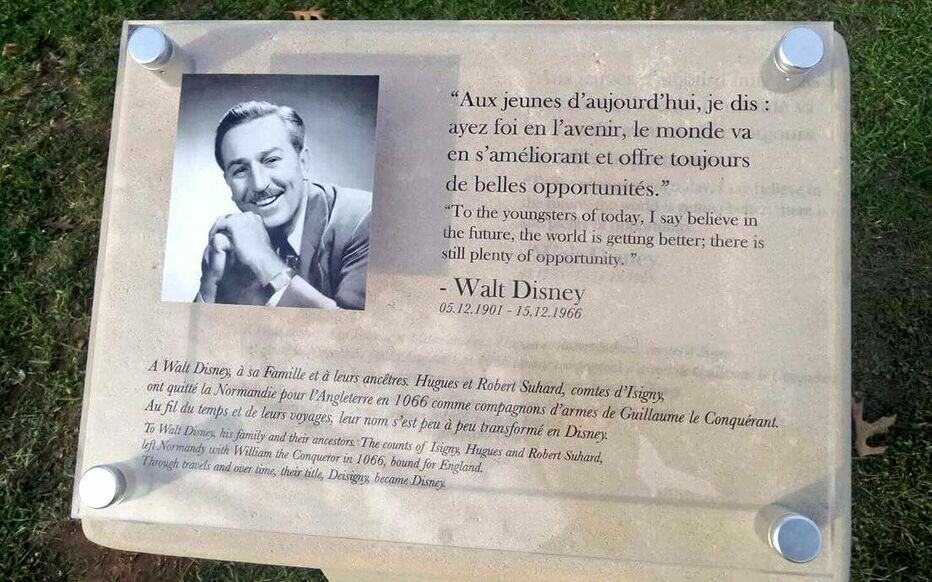 “Aux jeunes d’aujourd’hui, je dis :
ayez foi en l’avenir, le monde va
en s’améliorant et offre toujours
de belles opportunités.”
“To the youngsters of today, I say believe in
the future, the world is getting better; there is
still plenty of opportunity. ”
- Walt Disney
05.12.1901 - 15.12.1966
A Walt Disney, à sa Famille et à leurs ancêtres. Hugues et Robert Suhard, comtes d’Isigny,
ont quitté la Normandie pour l’Angleterre en 1066 comme compagnons d’armes de Guillaume le Conquérant.
Au fil du temps et de leurs voyages, leur nom s’est peu à peu transformé en Disney.
To Walt Disney, his family and their ancestors. The counts of Isigny, Hugues and Robert Suhard,
left Normandy with William the Conqueror in 1066, bound for England.
Through travels and over time, their title, Deisigny, became Disney.